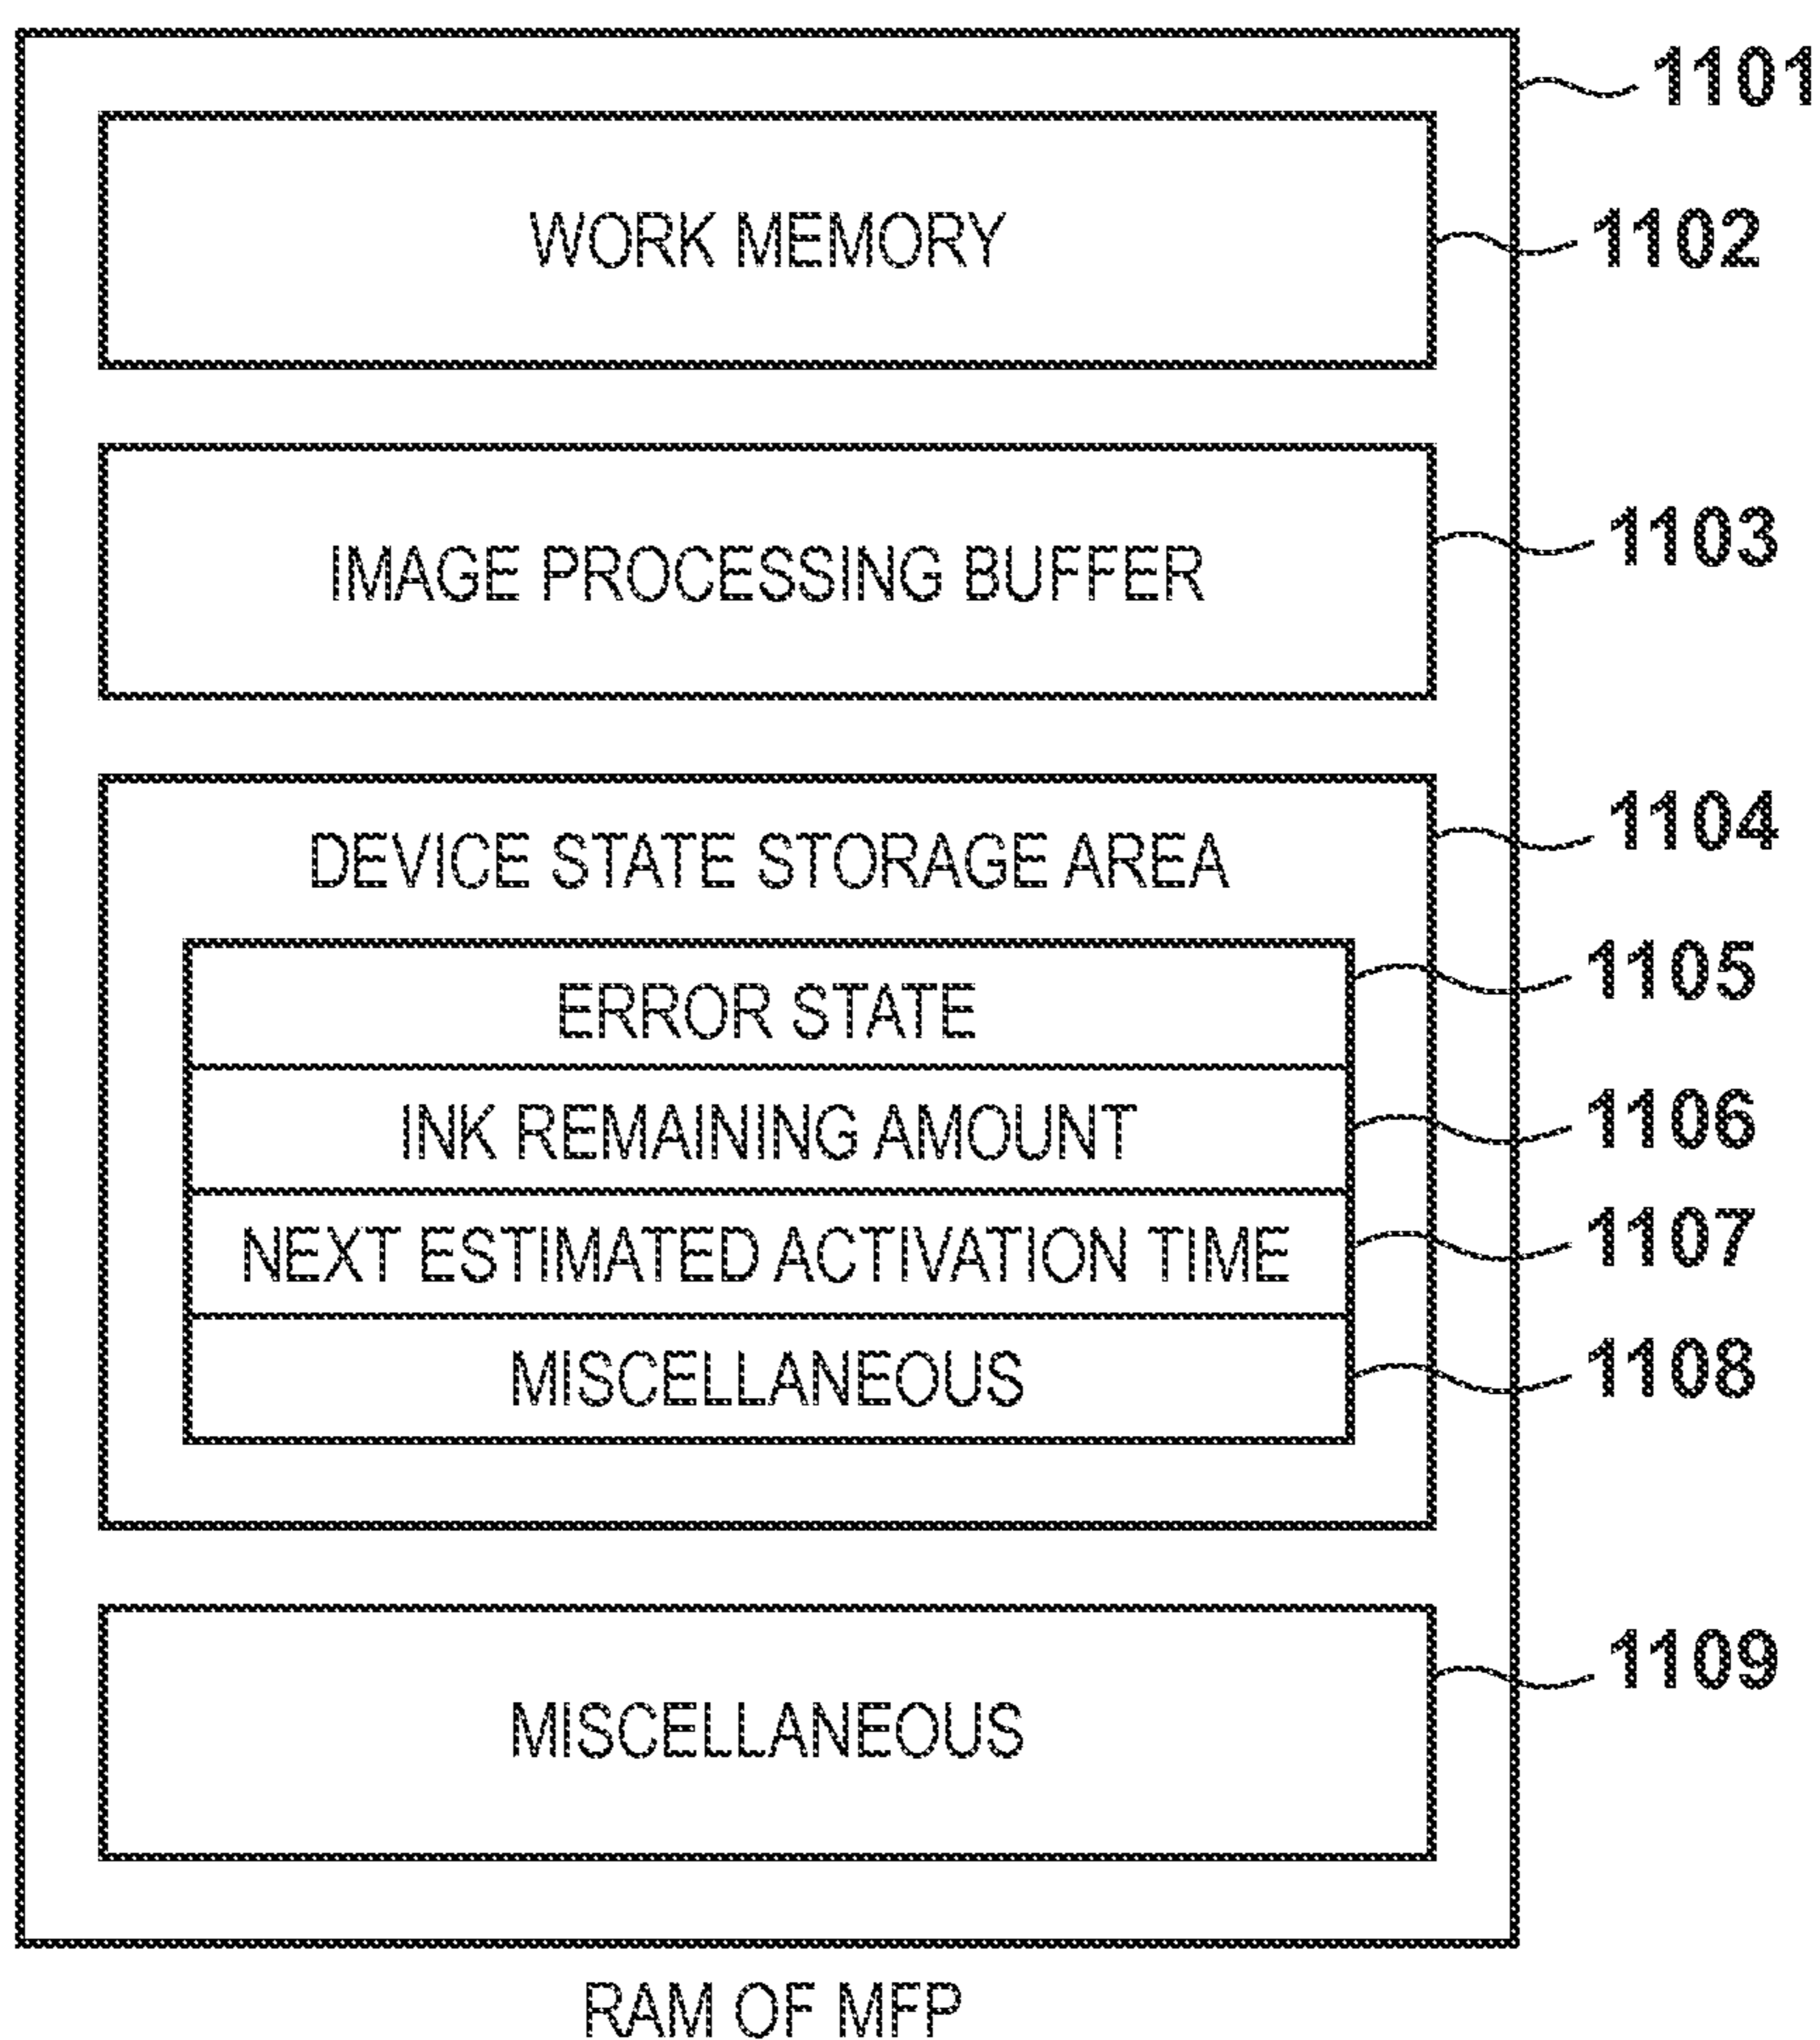 1101
WORK MEMORY 1102
IMAGE PROCESSING BUFFER 1103
DEVICE STATE STORAGE AREA 1104
ERROR STATE 1105
INK REMAINING AMOUNT 1106
NEXT ESTIMATED ACTIVATION TIME 1107
MISCELLANEOUS 1108
MISCELLANEOUS 1109
RAM OF MFP